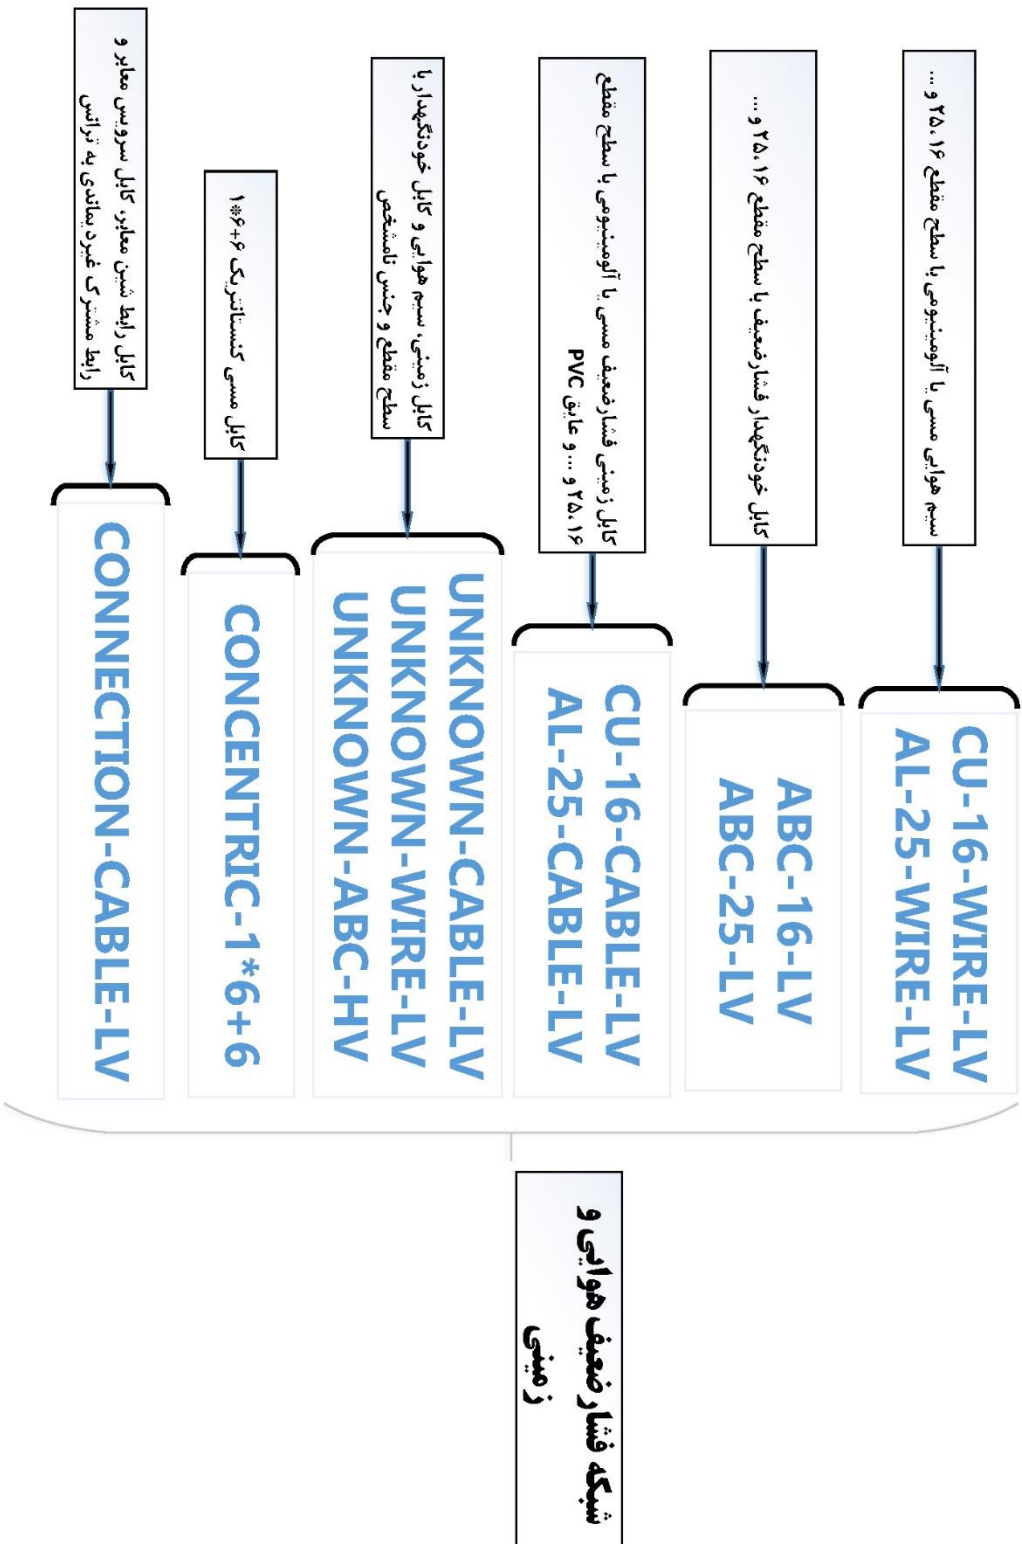 شبکه فشار ضعیف هوایی و
زمینی
CU-16-WIRE-LV
AL-25-WIRE-LV
سیم هوایی مسی یا آلومینیومی با سطح مقطع ۲۵،۱۶ و ...
ABC-16-LV
ABC-25-LV
کابل خودنگهدار فشارضعیف با سطح مقطع ۲۵،۱۶ و ...
CU-16-CABLE-LV
AL-25-CABLE-LV
کابل زمینی فشارضعیف مسی یا آلومینیومی با سطح مقطع
۲۵،۱۶ و ... و عایق PVC
UNKNOWN-CABLE-LV
UNKNOWN-WIRE-LV
UNKNOWN-ABC-HV
کابل زمینی، سیم هوایی و کابل خودنگهدار با
سطح مقطع و جنس نامشخص
CONCENTRIC-1*6+6
کابل مسی کنستانتریک ۶+۶*۱
CONNECTION-CABLE-LV
کابل رابط شین معابر، کابل سرویس معابر و
رابط مشترک غیرد یماندی به ترانس